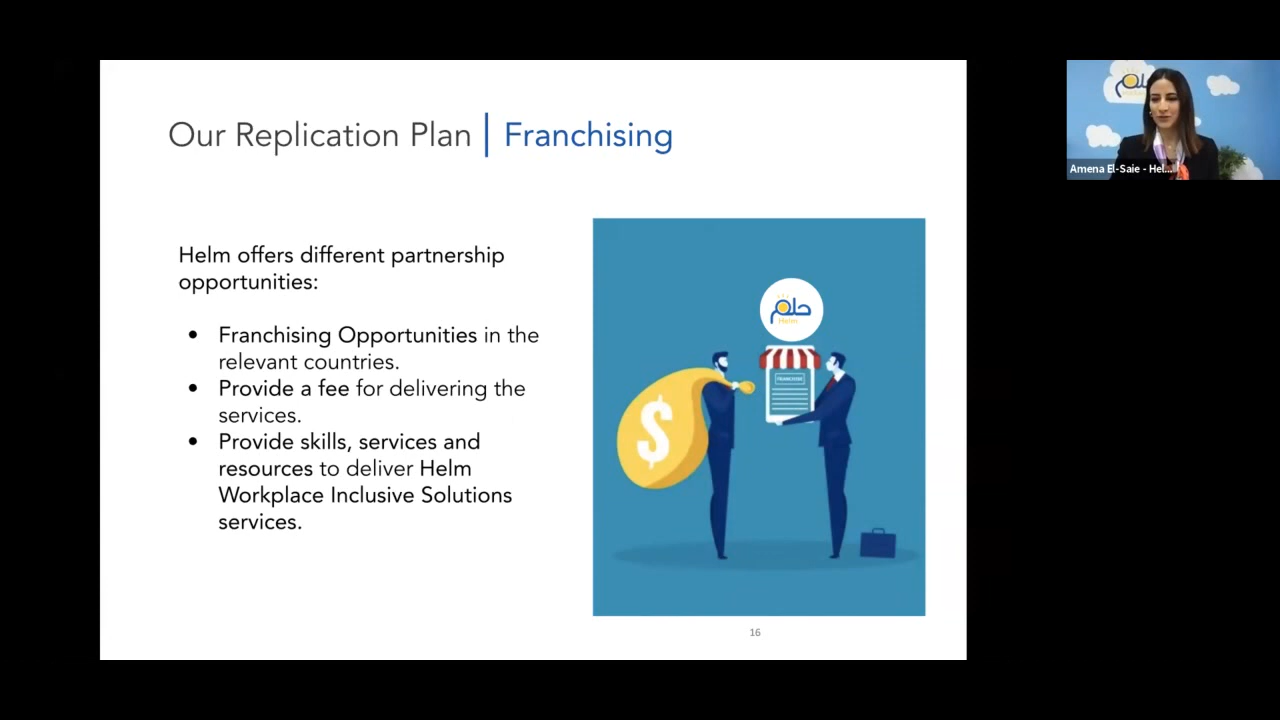 Our Replication Plan | Franchising
Helm offers different partnership
opportunities:
• Franchising Opportunities in the
relevant countries.
• Provide a fee for delivering the
services.
• Provide skills, services and
resources to deliver Helm
Workplace Inclusive Solutions
services.
حلم
Helm
$
16
حلم
Amena El-Saie - Hel...